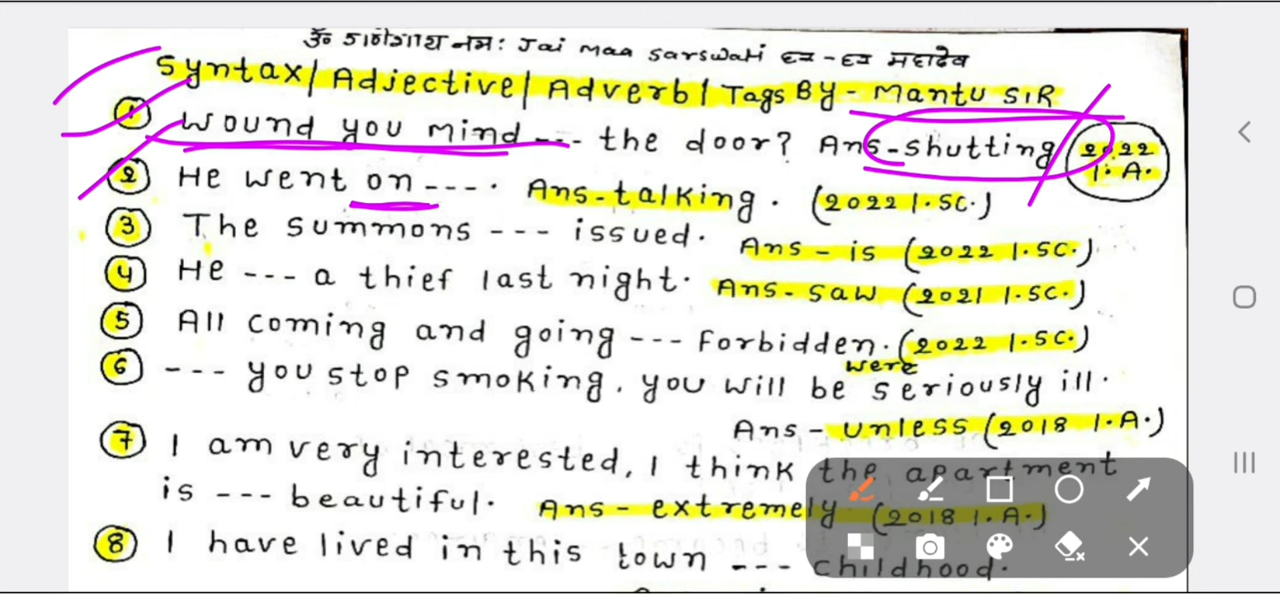 ॐ गणेशाय नमः Jai Maa Sarswati हर-हर महादेव
Syntax/Adjective/Adverb/Tags By - Mantu SIR
① Wound you mind --- the door? Ans-shutting 2022 I.A.
② He went on ---. Ans-talking. (2022 I.SC.)
③ The summons --- issued. Ans-is (2022 I.SC.)
④ He --- a thief last night. Ans-saw (2021 I.SC.)
⑤ All coming and going --- Forbidden. (2022 I.SC.)
were
⑥ --- you stop smoking, you will be seriously ill.
Ans - Unless (2018 I.A.)
⑦ I am very interested, I think the apartment
is --- beautiful. Ans - extremely (2018 I.A.)
⑧ I have lived in this town --- childhood.